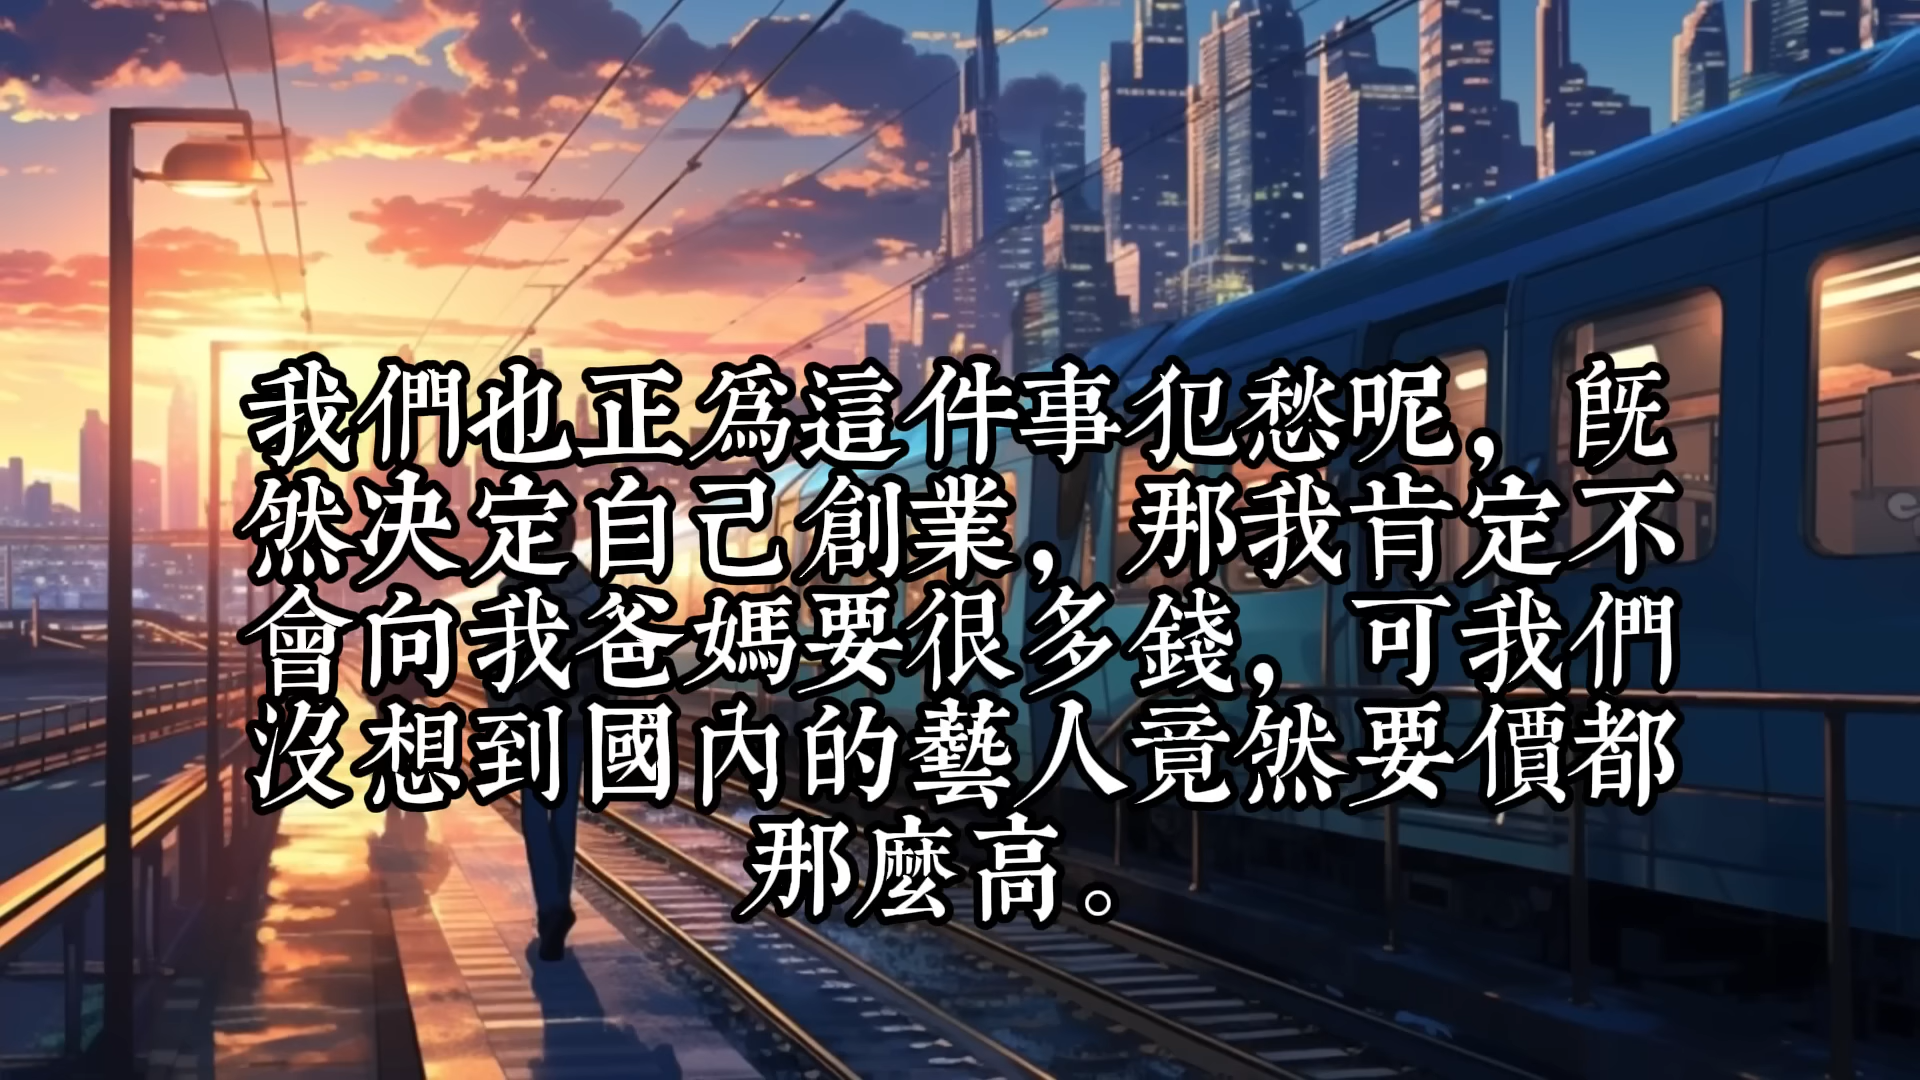 我們也正為這件事犯愁呢，既
然决定自己創業，那我肯定不
會向我爸媽要很多錢，可我們
沒想到國內的藝人竟然要價都
那麼高。